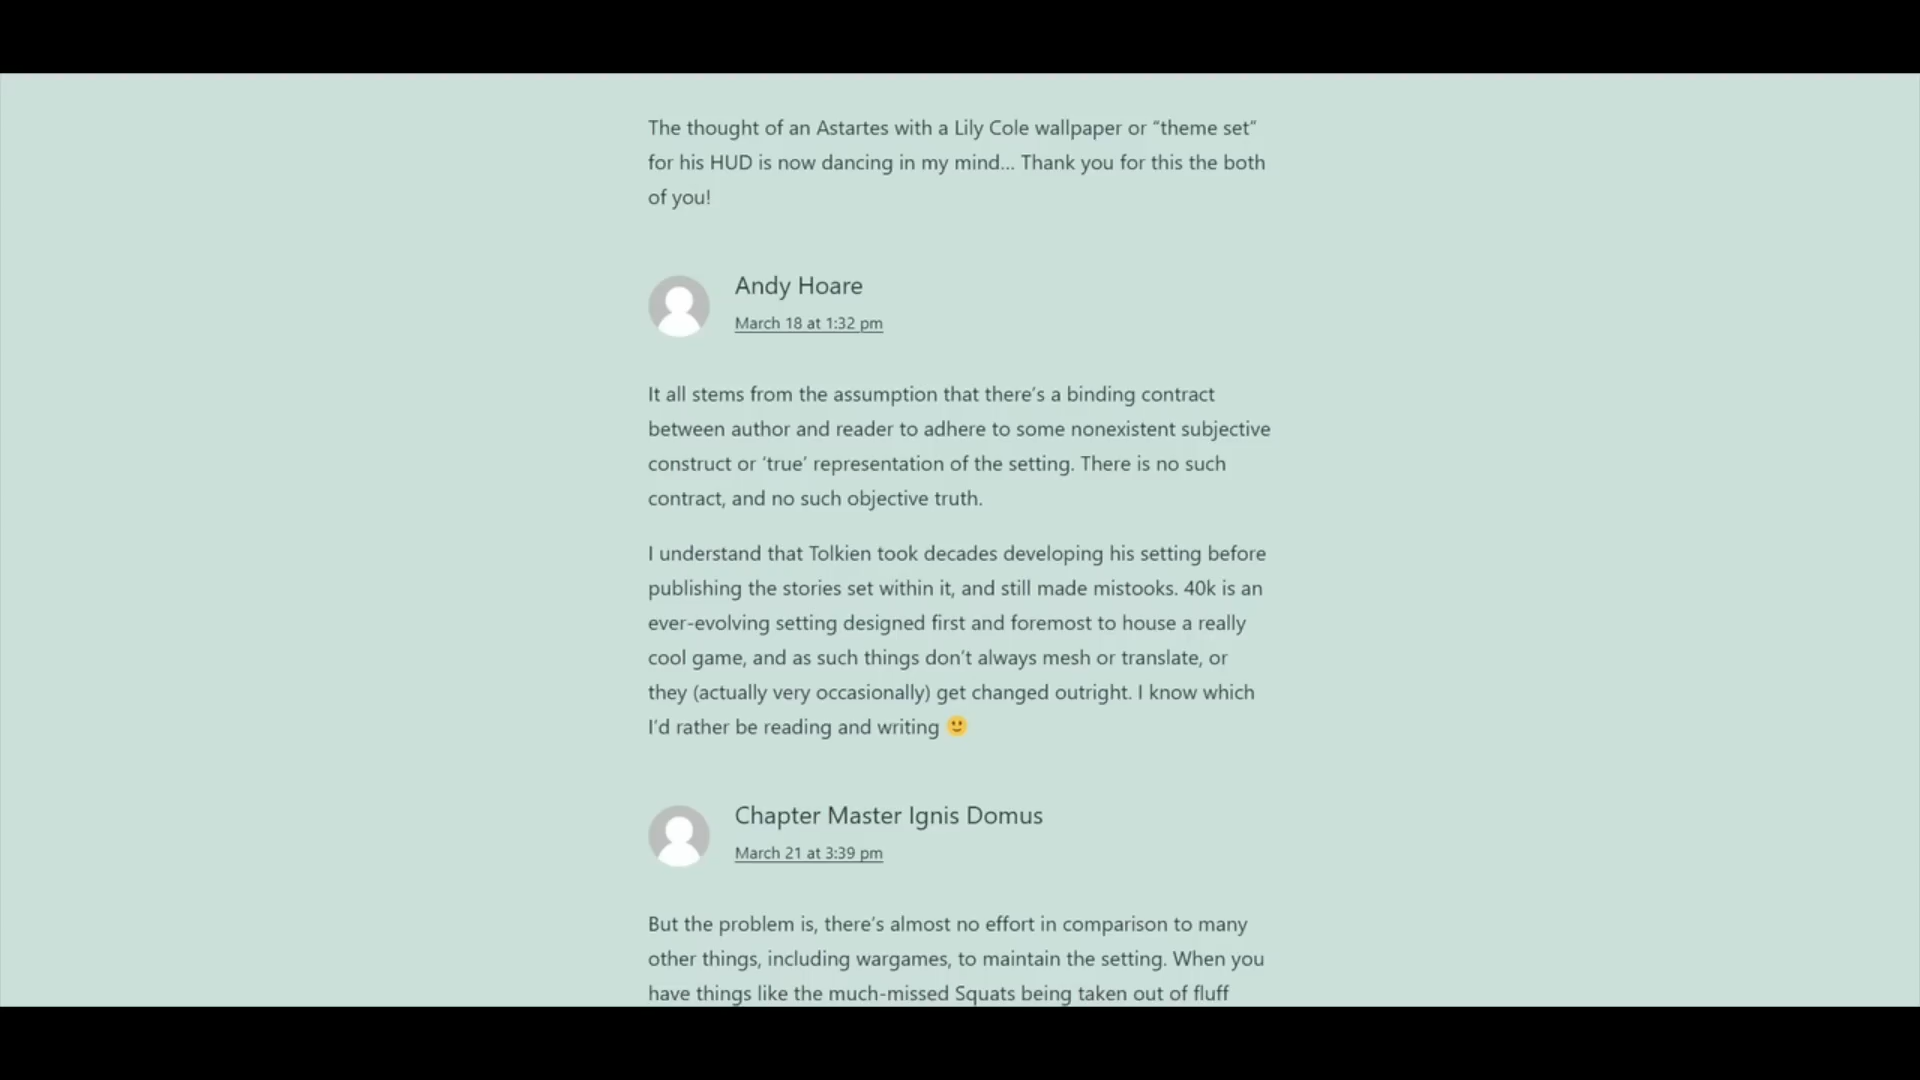 The thought of an Astartes with a Lily Cole wallpaper or “theme set”
for his HUD is now dancing in my mind… Thank you for this the both
of you!
Andy Hoare
March 18 at 1:32 pm
It all stems from the assumption that there’s a binding contract
between author and reader to adhere to some nonexistent subjective
construct or ‘true’ representation of the setting. There is no such
contract, and no such objective truth.
I understand that Tolkien took decades developing his setting before
publishing the stories set within it, and still made mistooks. 40k is an
ever-evolving setting designed first and foremost to house a really
cool game, and as such things don’t always mesh or translate, or
they (actually very occasionally) get changed outright. I know which
I’d rather be reading and writing 🙂
Chapter Master Ignis Domus
March 21 at 3:39 pm
But the problem is, there’s almost no effort in comparison to many
other things, including wargames, to maintain the setting. When you
have things like the much-missed Squats being taken out of fluff